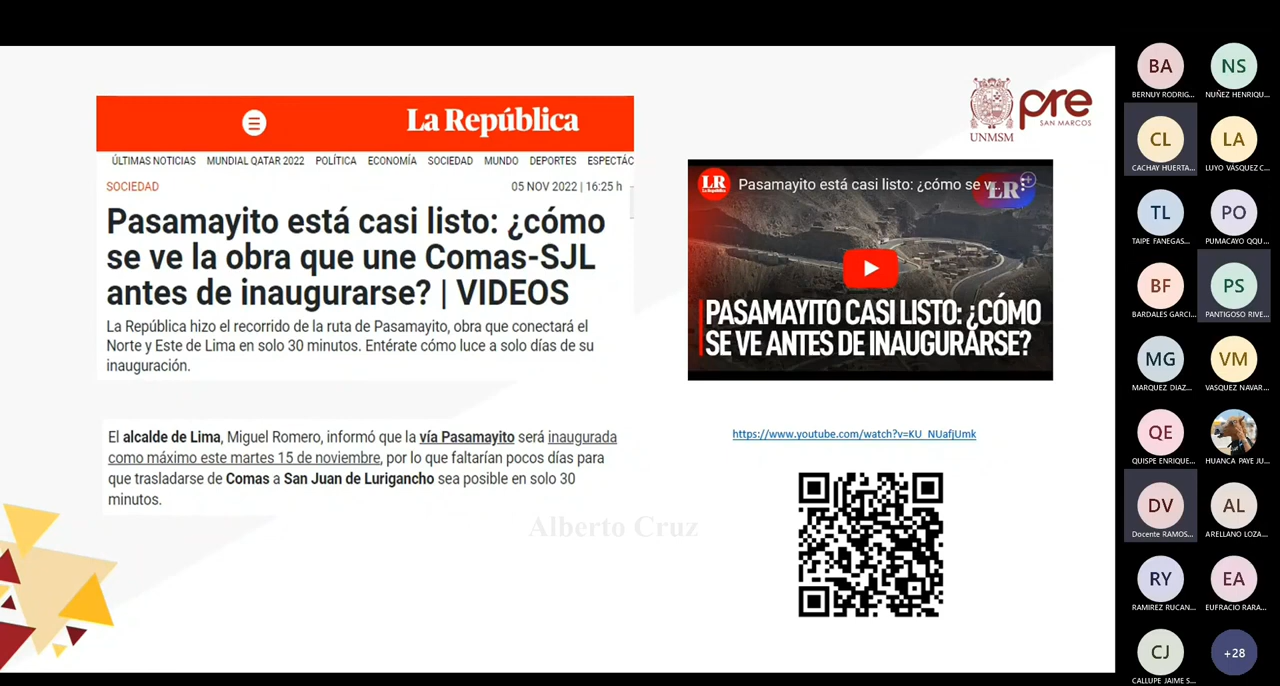 La República
ÚLTIMAS NOTICIAS MUNDIAL QATAR 2022 POLÍTICA ECONOMÍA SOCIEDAD MUNDO DEPORTES ESPECTÁC
SOCIEDAD 05 NOV 2022 | 16:25 h
Pasamayito está casi listo: ¿cómo
se ve la obra que une Comas-SJL
antes de inaugurarse? | VIDEOS
La República hizo el recorrido de la ruta de Pasamayito, obra que conectará el
Norte y Este de Lima en solo 30 minutos. Entérate cómo luce a solo días de su
inauguración.
El alcalde de Lima, Miguel Romero, informó que la vía Pasamayito será inaugurada
como máximo este martes 15 de noviembre, por lo que faltarían pocos días para
que trasladarse de Comas a San Juan de Lurigancho sea posible en solo 30
minutos.
Alberto Cruz
UNMSM
pre
SAN MARCOS
LR
La República
Pasamayito está casi listo: ¿cómo se v...
LR
PASAMAYITO CASI LISTO: ¿CÓMO
SE VE ANTES DE INAUGURARSE?
https://www.youtube.com/watch?v=KU_NUafjUmk
BA NS
BERNUY RODRIG... NUÑEZ HENRIQU...
CL LA
CACHAY HUERTA... LUYO VÁSQUEZ C...
TL PO
TAIPE FANEGAS... PUMACAYO QQU...
BF PS
BARDALES GARCI... PANTIGOSO RIVE...
MG VM
MARQUEZ DIAZ... VASQUEZ NAVAR...
QE
QUISPE ENRIQUE... HUANCA PAYE JU...
DV AL
Docente RAMOS... ARELLANO LOZA...
RY EA
RAMIREZ RUCAN... EUFRACIO RARA...
CJ +28
CALLUPE JAIME S...